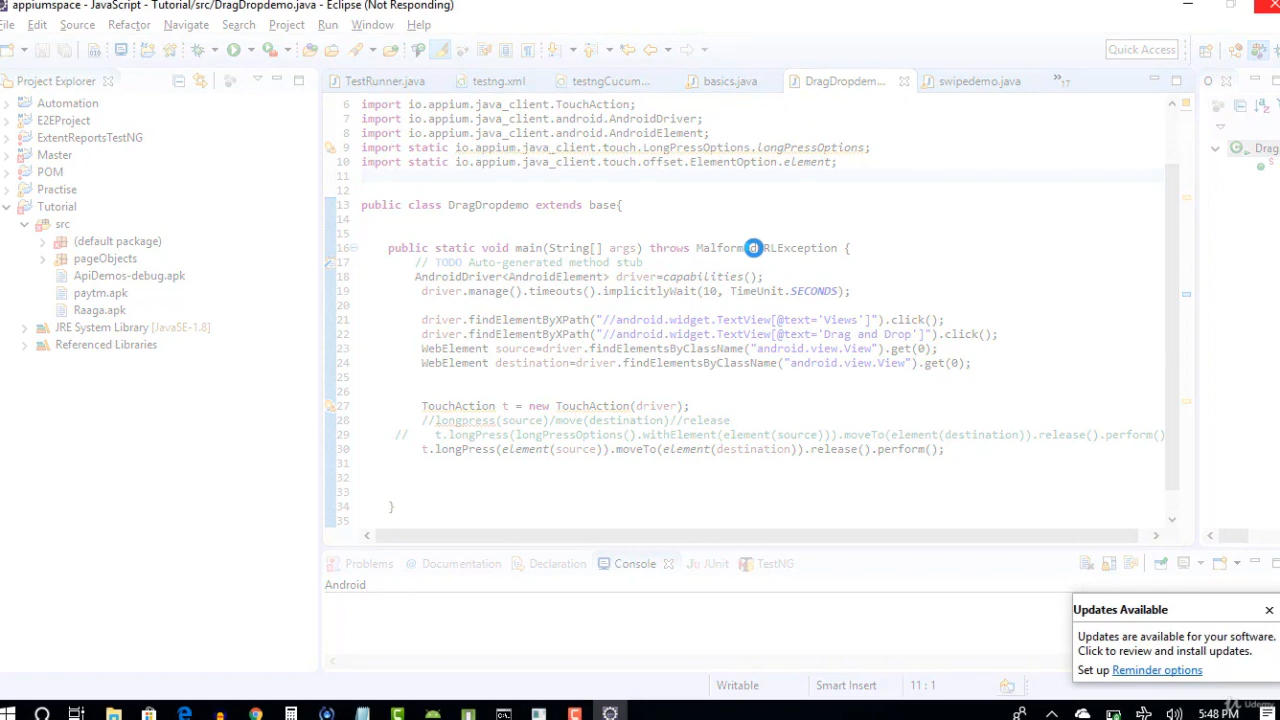 appiumspace - JavaScript - Tutorial/src/DragDropdemo.java - Eclipse (Not Responding)
File Edit Source Refactor Navigate Search Project Run Window Help
Quick Access
Project Explorer
TestRunner.java testng.xml testngCucum... basics.java DragDropdem... swipedemo.java 17
Automation
E2EProject
ExtentReportsTestNG
Master
POM
Practise
Tutorial
src
(default package)
pageObjects
ApiDemos-debug.apk
paytm.apk
Raaga.apk
JRE System Library [JavaSE-1.8]
Referenced Libraries
6 import io.appium.java_client.TouchAction;
7 import io.appium.java_client.android.AndroidDriver;
8 import io.appium.java_client.android.AndroidElement;
9 import static io.appium.java_client.touch.LongPressOptions.longPressOptions;
10 import static io.appium.java_client.touch.offset.ElementOption.element;
11
12
13 public class DragDropdemo extends base{
14
15
16 public static void main(String[] args) throws MalformedURLException {
17 // TODO Auto-generated method stub
18 AndroidDriver<AndroidElement> driver=capabilities();
19 driver.manage().timeouts().implicitlyWait(10, TimeUnit.SECONDS);
20
21 driver.findElementByXPath("//android.widget.TextView[@text='Views']").click();
22 driver.findElementByXPath("//android.widget.TextView[@text='Drag and Drop']").click();
23 WebElement source=driver.findElementsByClassName("android.view.View").get(0);
24 WebElement destination=driver.findElementsByClassName("android.view.View").get(0);
25
26
27 TouchAction t = new TouchAction(driver);
28 //longpress(source)/move(destination)//release
29 // t.longPress(longPressOptions().withElement(element(source))).moveTo(element(destination)).release().perform()
30 t.longPress(element(source)).moveTo(element(destination)).release().perform();
31
32
33
34 }
35
Drag
S
Problems @ Documentation Declaration Console JUnit TestNG
Android
Updates Available
Updates are available for your software.
Click to review and install updates.
Set up Reminder options
Writable Smart Insert 11 : 1
Udemy
5:48 PM